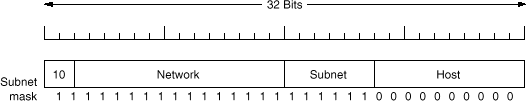 32 Bits
10 Network Subnet Host
Subnet
mask 1 1 1 1 1 1 1 1 1 1 1 1 1 1 1 1 1 1 1 1 1 1 0 0 0 0 0 0 0 0 0 0